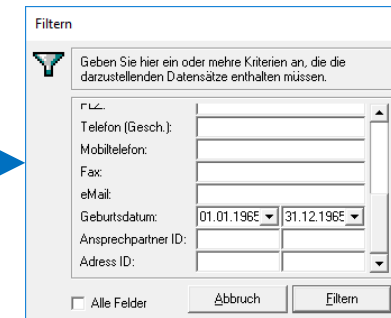 Filtern
Geben Sie hier ein oder mehre Kriterien an, die die
darzustellenden Datensätze enthalten müssen.
PLZ:
Telefon (Gesch.):
Mobiltelefon:
Fax:
eMail:
Geburtsdatum: 01.01.1965 31.12.1965
Ansprechpartner ID:
Adress ID:
Alle Felder Abbruch Filtern